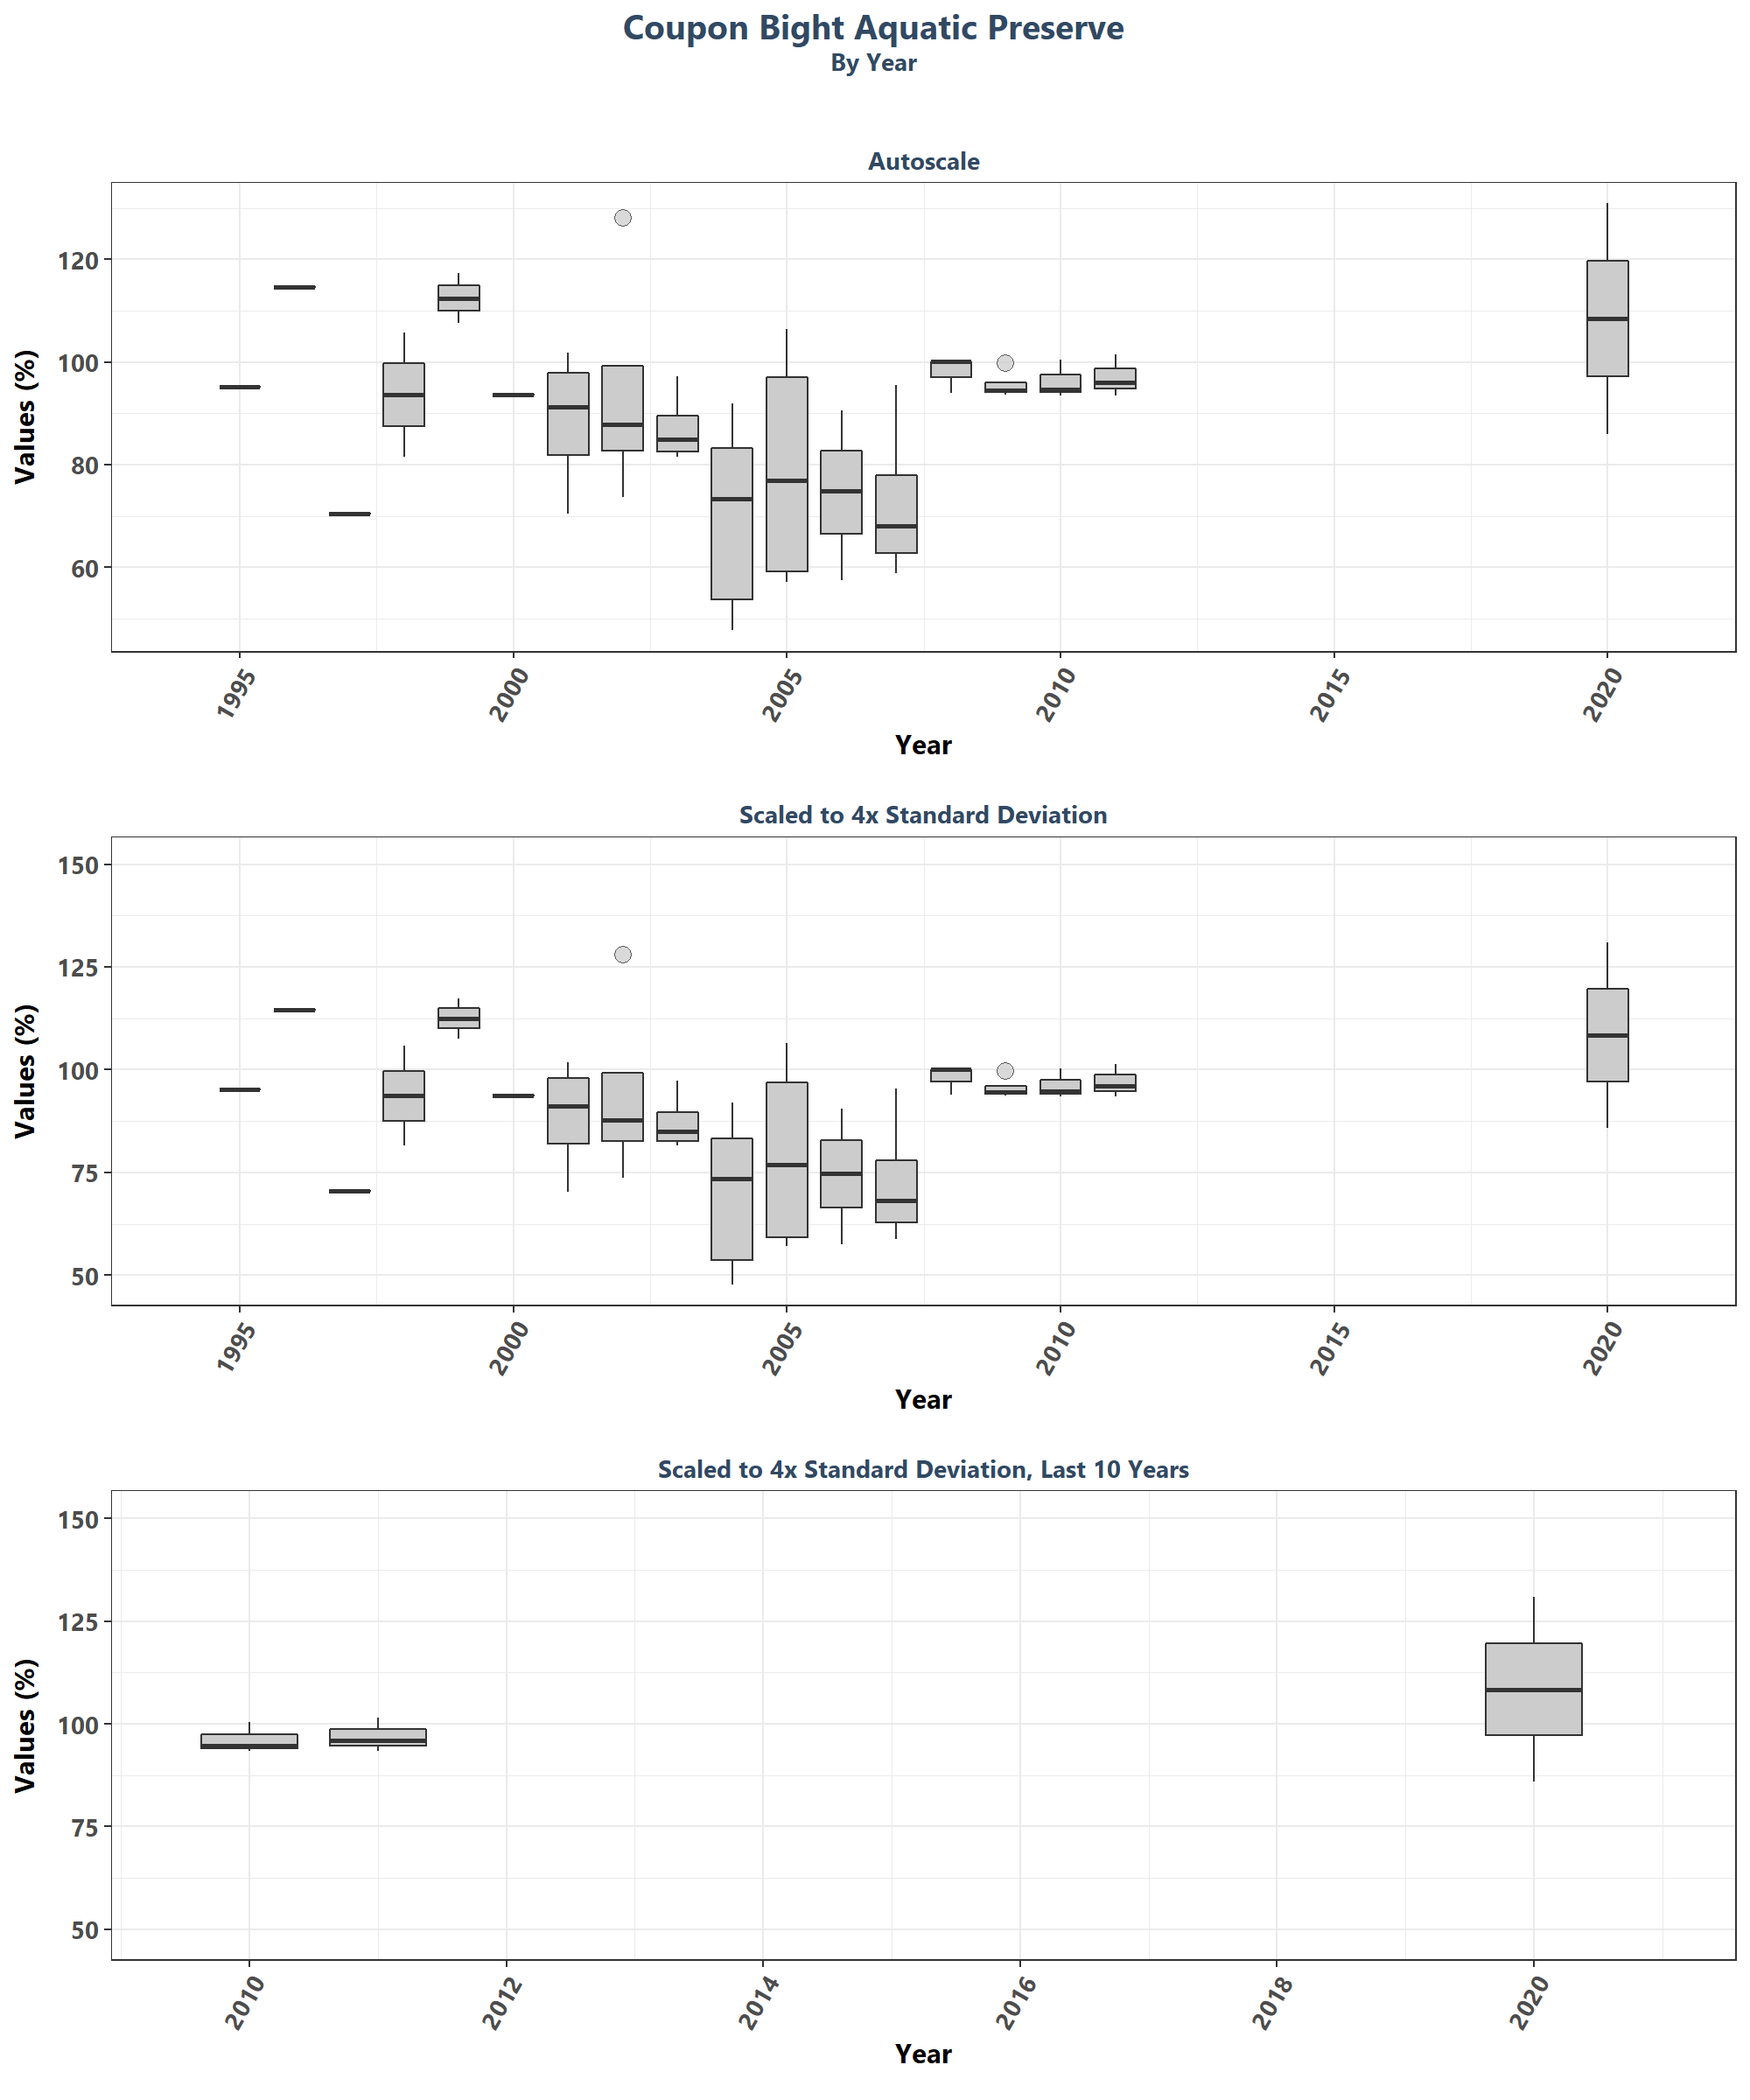 Coupon Bight Aquatic Preserve
By Year
Autoscale
Values (%)
120
100
80
60
1995
2000
2005
2010
2015
2020
Year
Scaled to 4x Standard Deviation
Values (%)
150
125
100
75
50
1995
2000
2005
2010
2015
2020
Year
Scaled to 4x Standard Deviation, Last 10 Years
Values (%)
150
125
100
75
50
2010
2012
2014
2016
2018
2020
Year